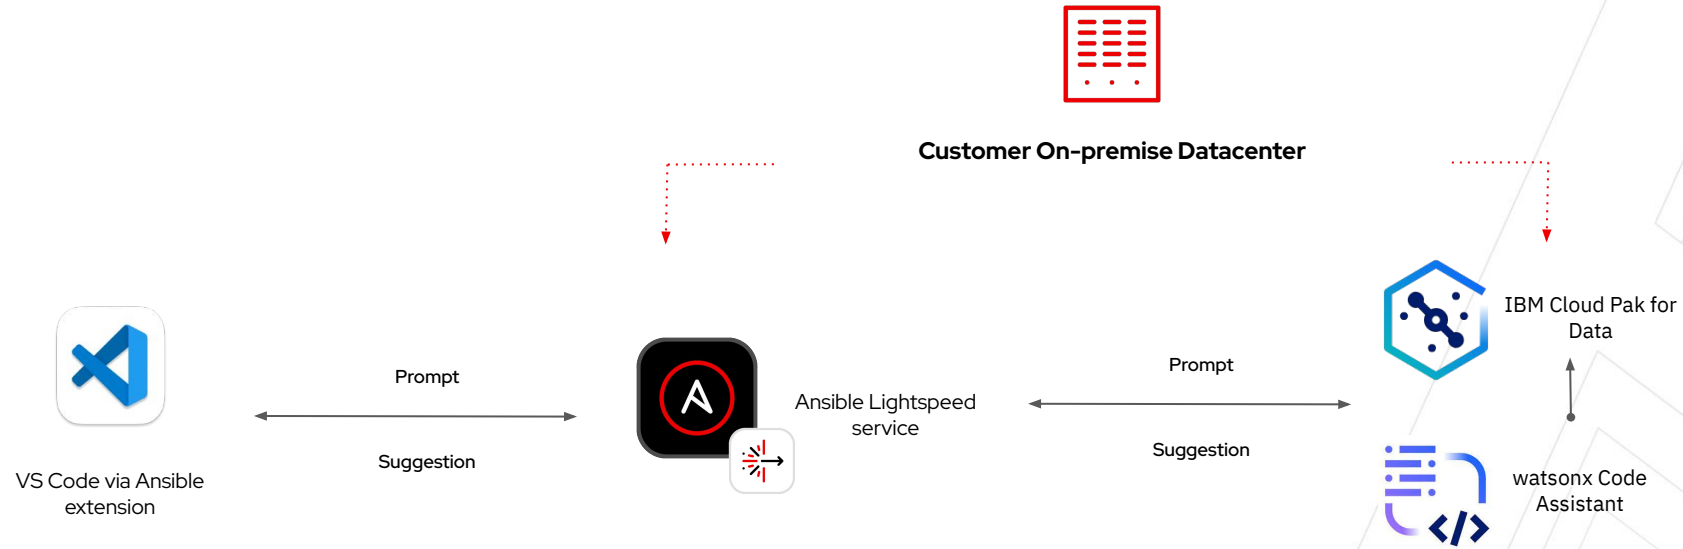 Customer On-premise Datacenter
VS Code via Ansible
extension
Prompt
Suggestion
Ansible Lightspeed
service
Prompt
Suggestion
IBM Cloud Pak for
Data
watsonx Code
Assistant